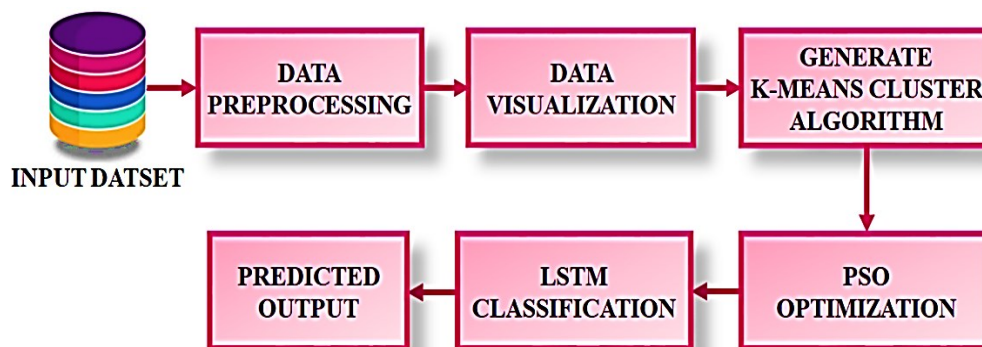 INPUT DATSET
DATA
PREPROCESSING
DATA
VISUALIZATION
GENERATE
K-MEANS CLUSTER
ALGORITHM
PSO
OPTIMIZATION
LSTM
CLASSIFICATION
PREDICTED
OUTPUT